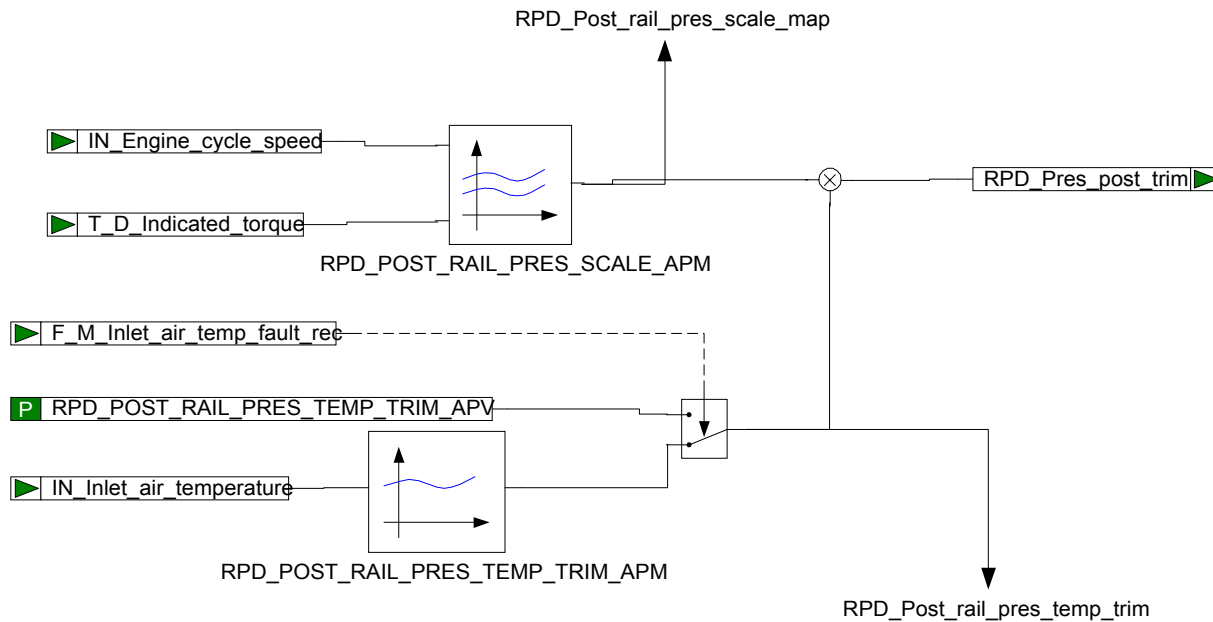 RPD_Post_rail_pres_scale_map
IN_Engine_cycle_speed
RPD_Pres_post_trim
T_D_Indicated_torque
RPD_POST_RAIL_PRES_SCALE_APM
F_M_Inlet_air_temp_fault_rec
P RPD_POST_RAIL_PRES_TEMP_TRIM_APV
IN_Inlet_air_temperature
RPD_POST_RAIL_PRES_TEMP_TRIM_APM
RPD_Post_rail_pres_temp_trim